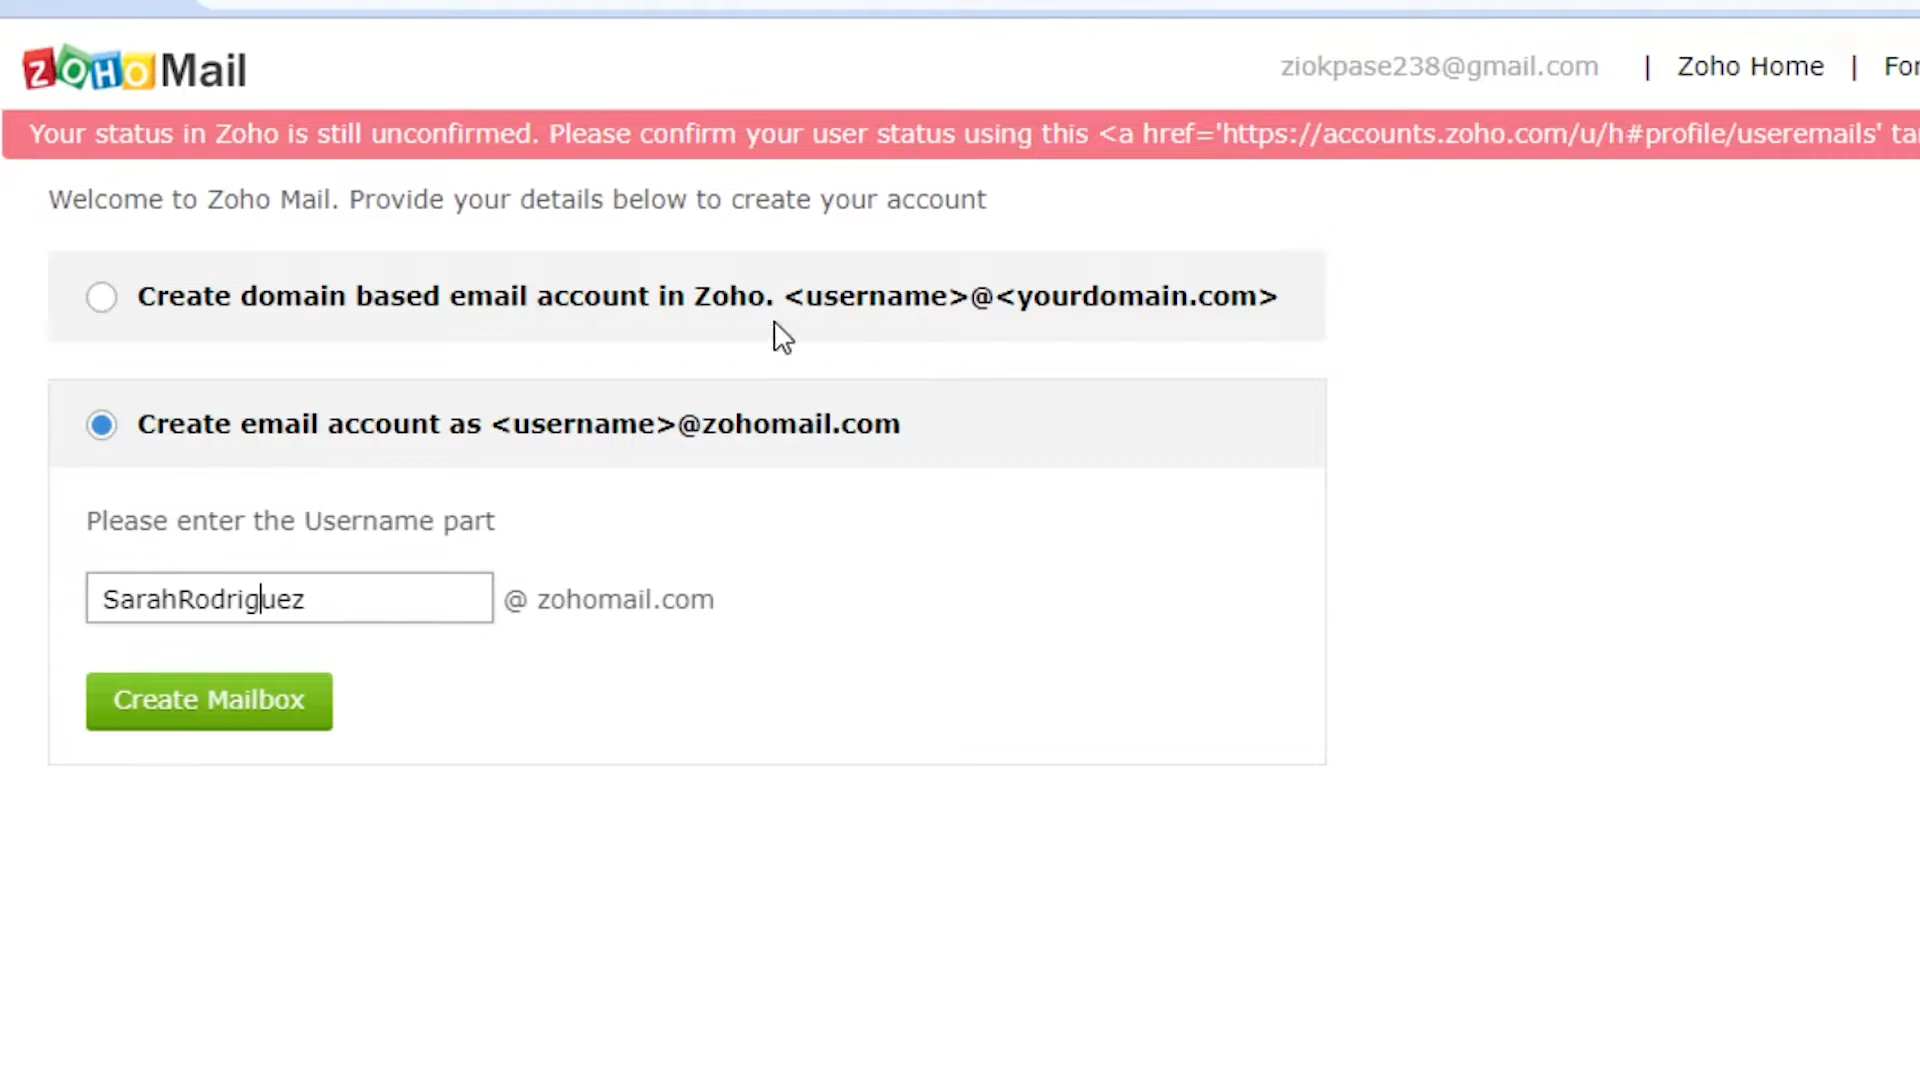 ZOHO Mail
ziokpase238@gmail.com | Zoho Home | For
Your status in Zoho is still unconfirmed. Please confirm your user status using this <a href='https://accounts.zoho.com/u/h#profile/useremails' tar
Welcome to Zoho Mail. Provide your details below to create your account
Create domain based email account in Zoho. <username>@<yourdomain.com>
Create email account as <username>@zohomail.com
Please enter the Username part
SarahRodriguez @ zohomail.com
Create Mailbox